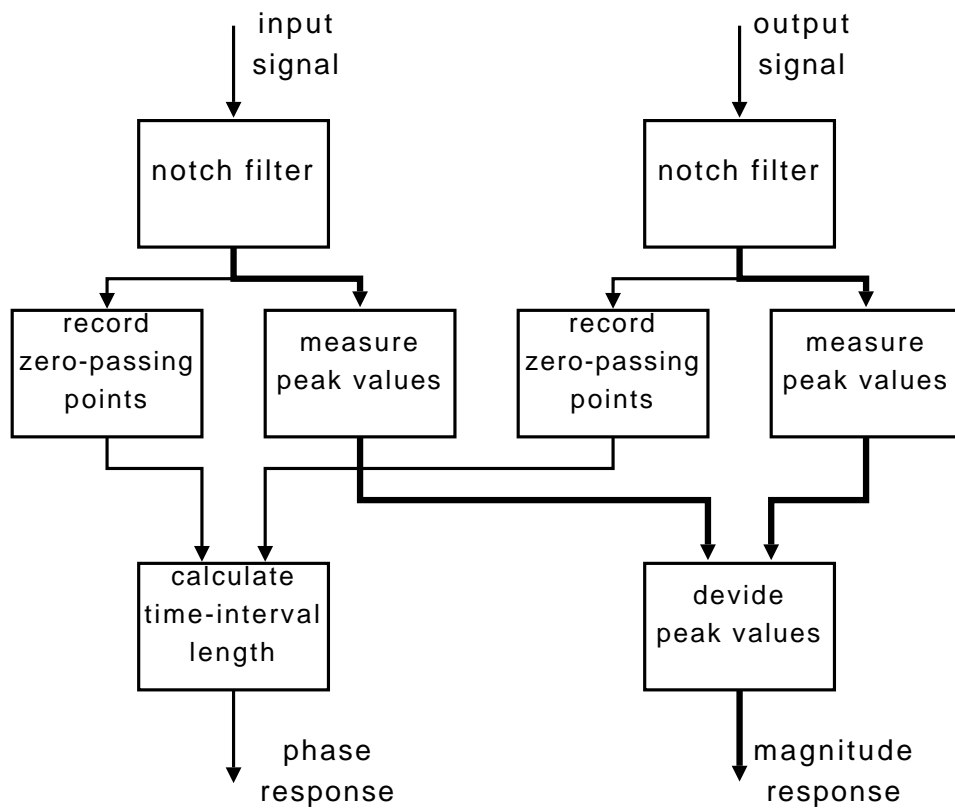 input
signal
output
signal
notch filter
notch filter
record
zero-passing
points
measure
peak values
record
zero-passing
points
measure
peak values
calculate
time-interval
length
devide
peak values
phase
response
magnitude
response